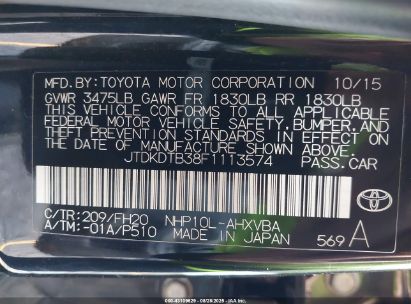 MFD. BY: TOYOTA MOTOR CORPORATION 10/15
GVWR 3475LB GAWR FR 1830LB RR 1830LB
THIS VEHICLE CONFORMS TO ALL APPLICABLE
FEDERAL MOTOR VEHICLE SAFETY, BUMPER, AND
THEFT PREVENTION STANDARDS IN EFFECT ON
THE DATE OF MANUFACTURE SHOWN ABOVE.
JTDKDTB38F1113574 PASS.CAR
C/TR:209/FH20 NHP10L-AHXVBA
A/TM:-01A/P510 MADE IN JAPAN 569A
TOYOTA